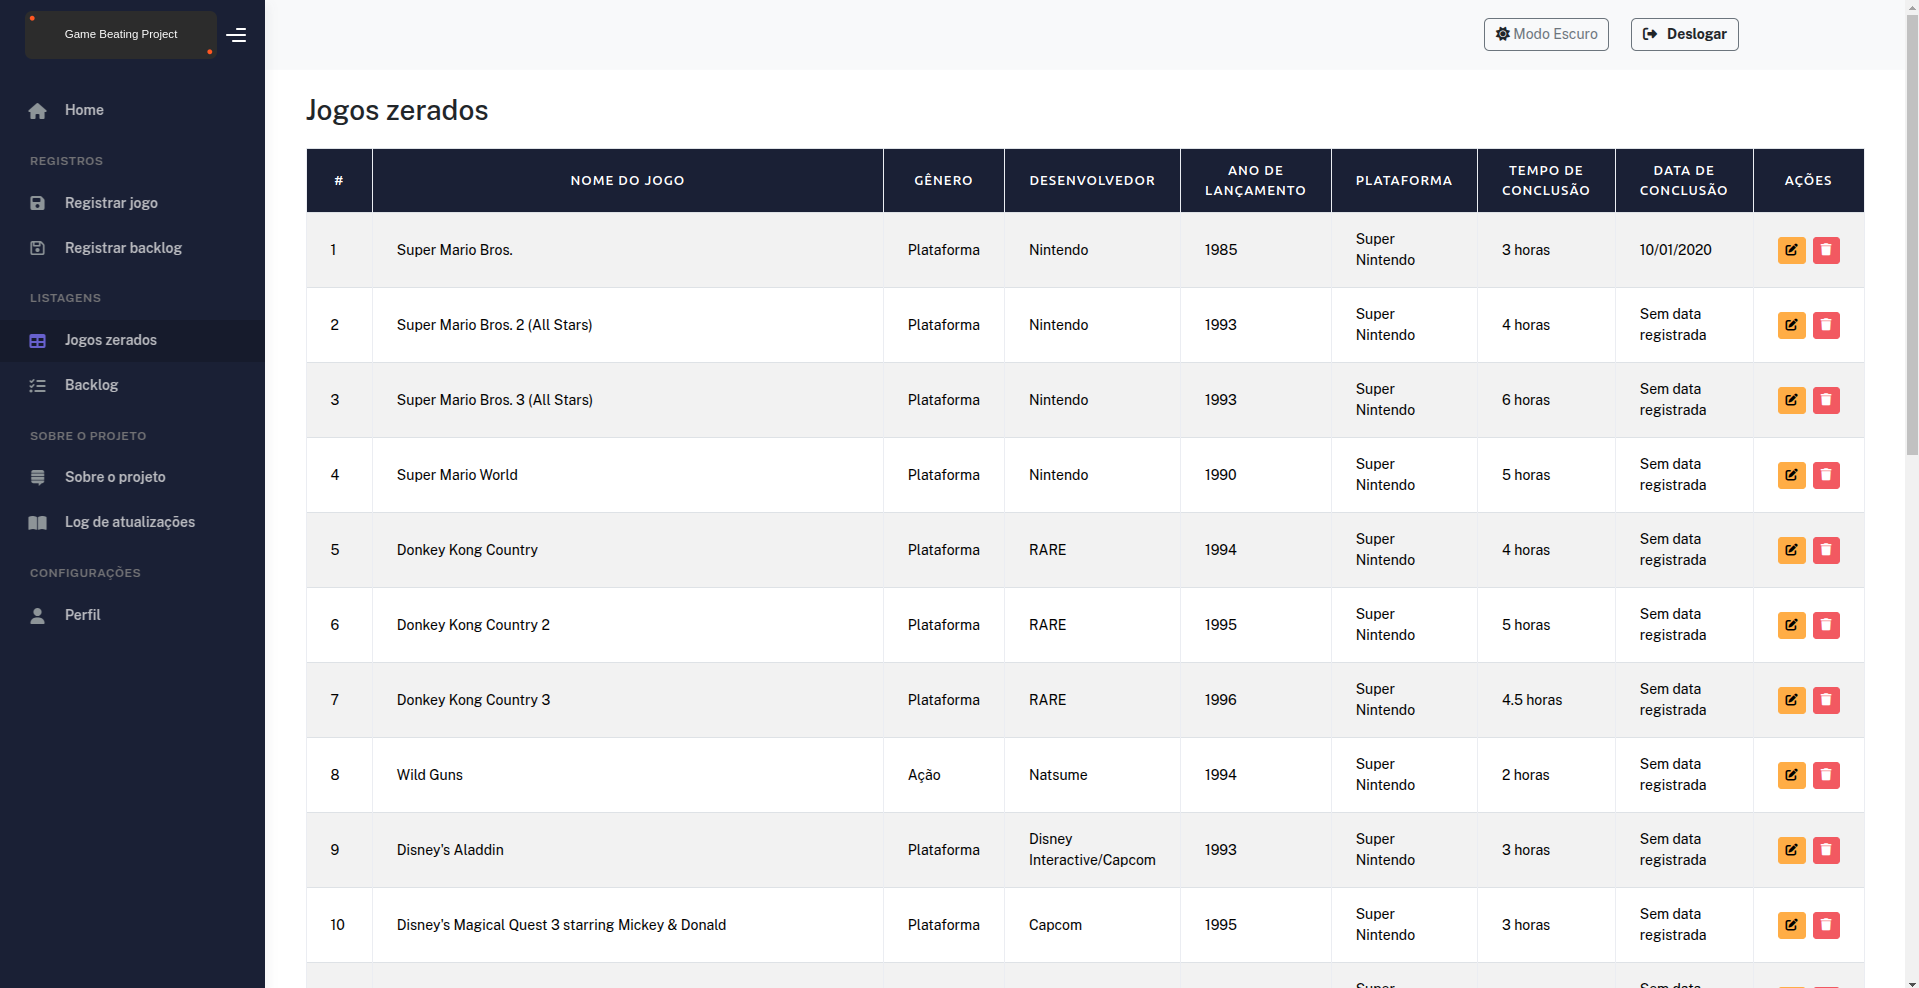 Game Beating Project
Modo Escuro
Deslogar
Home
REGISTROS
Registrar jogo
Registrar backlog
LISTAGENS
Jogos zerados
Backlog
SOBRE O PROJETO
Sobre o projeto
Log de atualizações
CONFIGURAÇÕES
Perfil
Jogos zerados
# NOME DO JOGO GÊNERO DESENVOLVEDOR ANO DE LANÇAMENTO PLATAFORMA TEMPO DE CONCLUSÃO DATA DE CONCLUSÃO AÇÕES
1 Super Mario Bros. Plataforma Nintendo 1985 Super Nintendo 3 horas 10/01/2020
2 Super Mario Bros. 2 (All Stars) Plataforma Nintendo 1993 Super Nintendo 4 horas Sem data registrada
3 Super Mario Bros. 3 (All Stars) Plataforma Nintendo 1993 Super Nintendo 6 horas Sem data registrada
4 Super Mario World Plataforma Nintendo 1990 Super Nintendo 5 horas Sem data registrada
5 Donkey Kong Country Plataforma RARE 1994 Super Nintendo 4 horas Sem data registrada
6 Donkey Kong Country 2 Plataforma RARE 1995 Super Nintendo 5 horas Sem data registrada
7 Donkey Kong Country 3 Plataforma RARE 1996 Super Nintendo 4.5 horas Sem data registrada
8 Wild Guns Ação Natsume 1994 Super Nintendo 2 horas Sem data registrada
9 Disney's Aladdin Plataforma Disney Interactive/Capcom 1993 Super Nintendo 3 horas Sem data registrada
10 Disney's Magical Quest 3 starring Mickey & Donald Plataforma Capcom 1995 Super Nintendo 3 horas Sem data registrada
Super Sem data